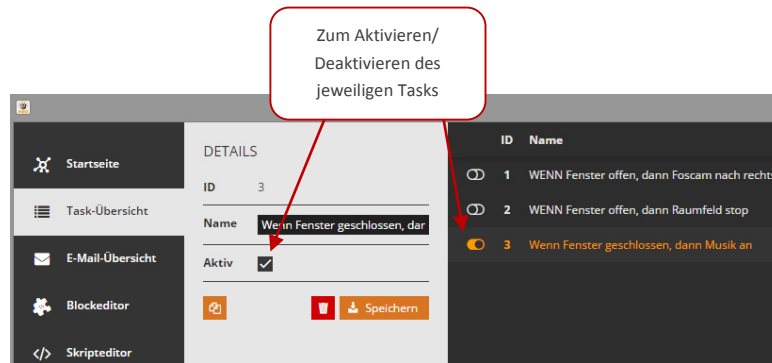 Zum Aktivieren/
Deaktivieren des
jeweiligen Tasks
Startseite
Task-Übersicht
E-Mail-Übersicht
Blockeditor
Skripteditor
DETAILS
ID 3
Name Wenn Fenster geschlossen, dar
Aktiv
Speichern
ID Name
1 WENN Fenster offen, dann Foscam nach rechts
2 WENN Fenster offen, dann Raumfeld stop
3 Wenn Fenster geschlossen, dann Musik an